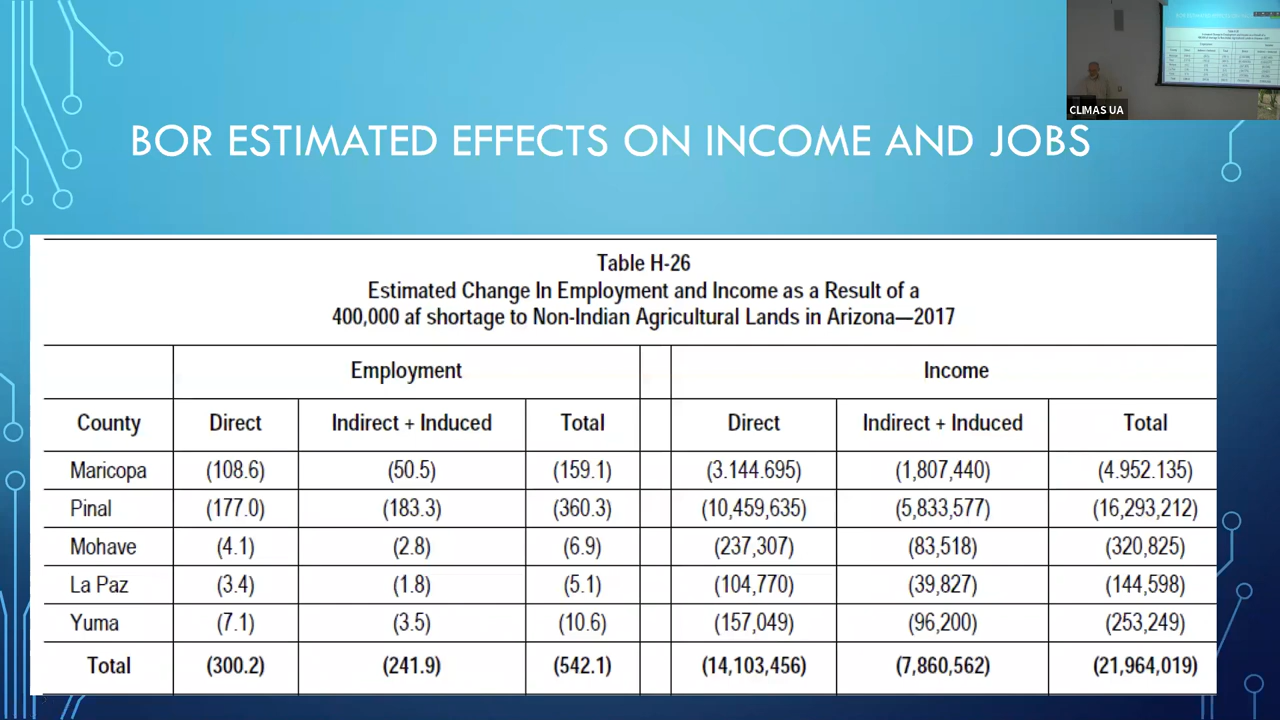 CLIMAS UA
BOR ESTIMATED EFFECTS ON INCOME AND JOBS
Table H-26
Estimated Change In Employment and Income as a Result of a
400,000 af shortage to Non-Indian Agricultural Lands in Arizona—2017
Employment Income
County Direct Indirect + Induced Total Direct Indirect + Induced Total
Maricopa (108.6) (50.5) (159.1) (3.144.695) (1,807,440) (4.952.135)
Pinal (177.0) (183.3) (360.3) (10,459,635) (5,833,577) (16,293,212)
Mohave (4.1) (2.8) (6.9) (237,307) (83,518) (320,825)
La Paz (3.4) (1.8) (5.1) (104,770) (39,827) (144,598)
Yuma (7.1) (3.5) (10.6) (157,049) (96,200) (253,249)
Total (300.2) (241.9) (542.1) (14,103,456) (7,860,562) (21,964,019)